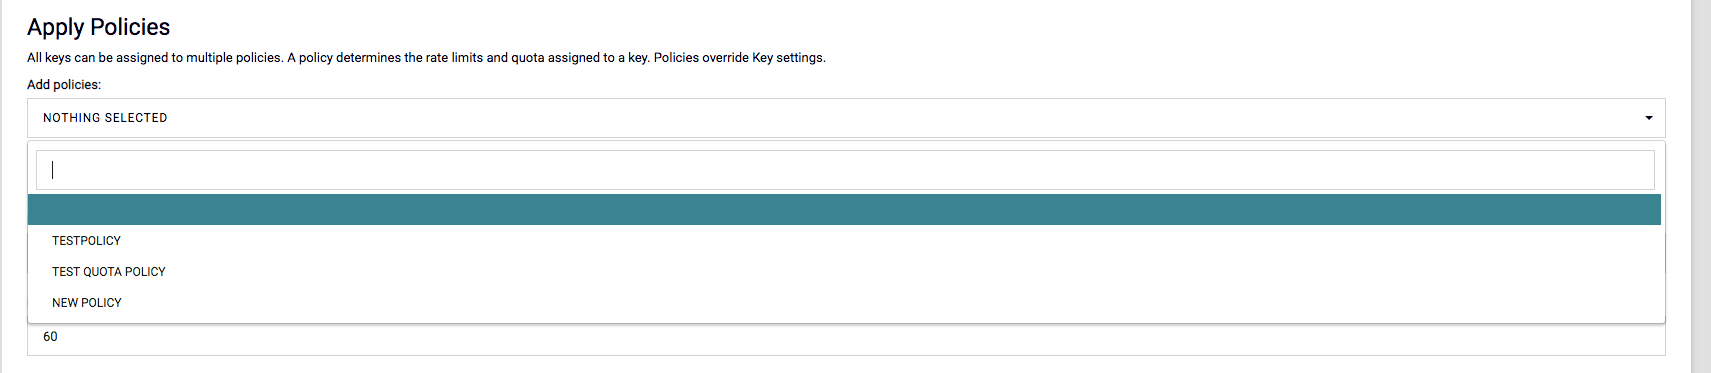 Apply Policies
All keys can be assigned to multiple policies. A policy determines the rate limits and quota assigned to a key. Policies override Key settings.
Add policies:
NOTHING SELECTED
TESTPOLICY
TEST QUOTA POLICY
NEW POLICY
60